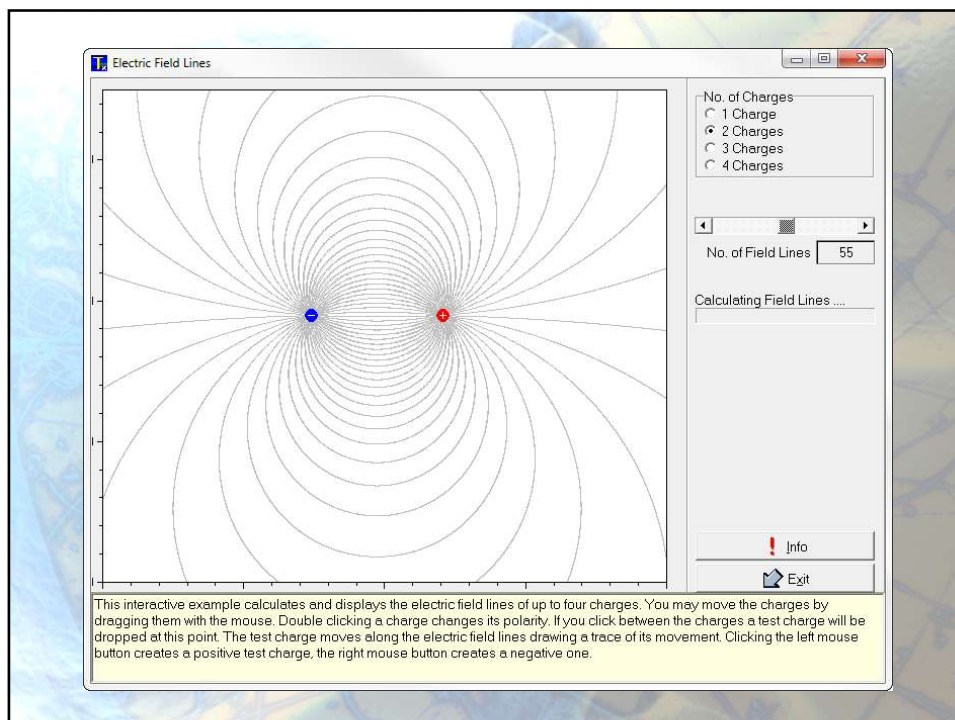 Electric Field Lines
No. of Charges
1 Charge
2 Charges
3 Charges
4 Charges
No. of Field Lines 55
Calculating Field Lines ....
Info
Exit
This interactive example calculates and displays the electric field lines of up to four charges. You may move the charges by
dragging them with the mouse. Double clicking a charge changes its polarity. If you click between the charges a test charge will be
dropped at this point. The test charge moves along the electric field lines drawing a trace of its movement. Clicking the left mouse
button creates a positive test charge, the right mouse button creates a negative one.